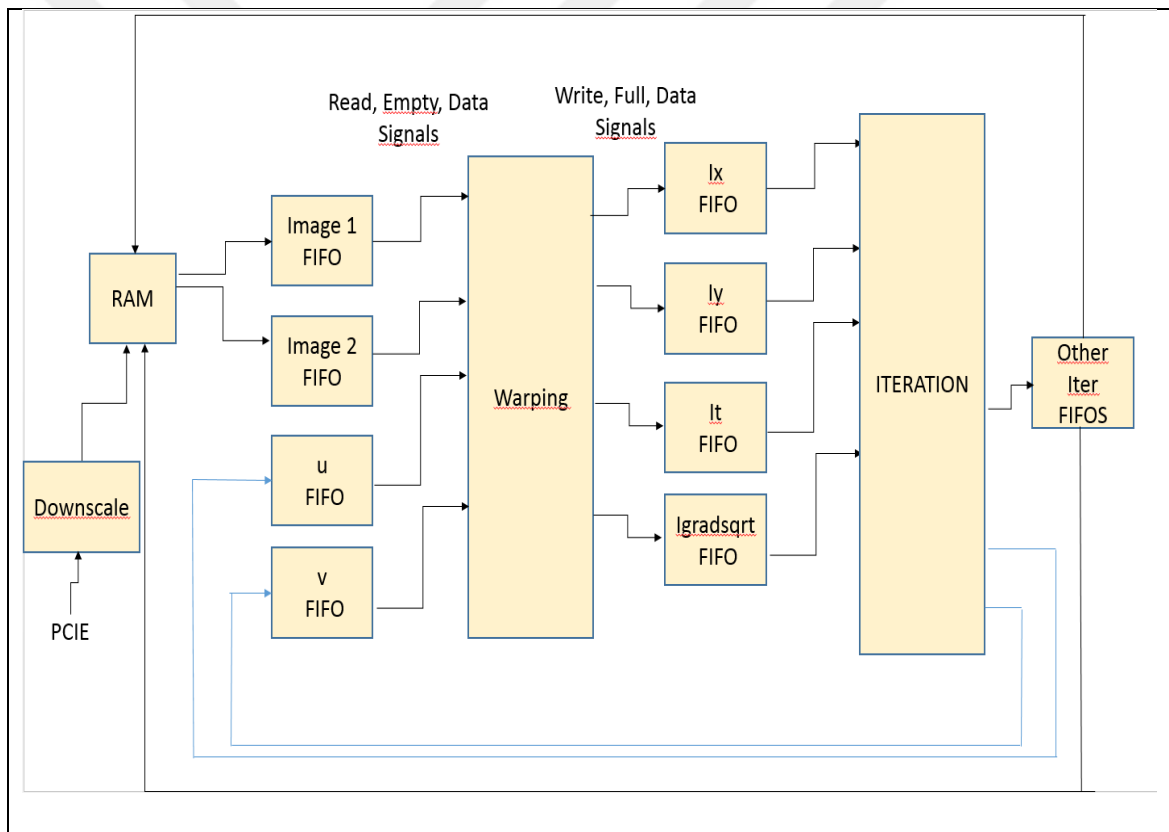 Read, Empty, Data
Signals
Write, Full, Data
Signals
Image 1
FIFO
Image 2
FIFO
u
FIFO
v
FIFO
RAM
Downscale
PCIE
Warping
Ix
FIFO
Iy
FIFO
It
FIFO
Igradsqrt
FIFO
ITERATION
Other
Iter
FIFOS